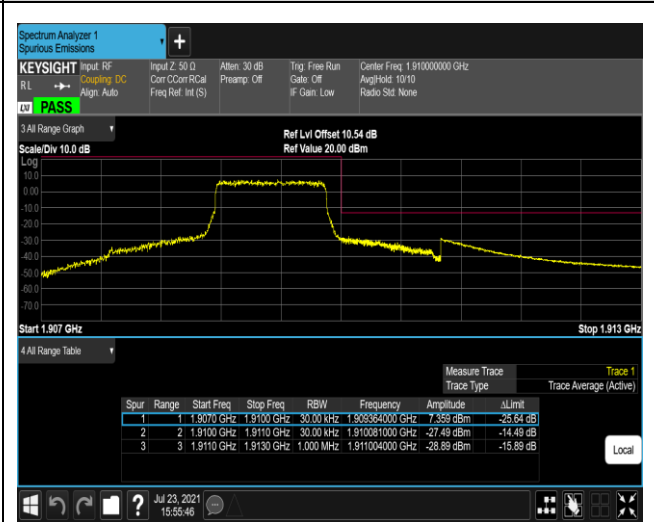 Spectrum Analyzer 1
Spurious Emissions
+
KEYSIGHT Input: RF Input Z: 50 Ω Atten: 30 dB Trig: Free Run Center Freq: 1.910000000 GHz
RL Coupling: DC Corr CCorr RCal Preamp: Off Gate: Off Avg|Hold: 10/10
Align: Auto Freq Ref: Int (S) IF Gain: Low Radio Std: None
LXI PASS
3 All Range Graph
Ref Lvl Offset 10.54 dB
Scale/Div 10.0 dB Ref Value 20.00 dBm
Log
10.0
0.00
-10.0
-20.0
-30.0
-40.0
-50.0
-60.0
-70.0
Start 1.907 GHz Stop 1.913 GHz
4 All Range Table
Measure Trace Trace 1
Trace Type Trace Average (Active)
Spur Range Start Freq Stop Freq RBW Frequency Amplitude ΔLimit
1 1 1.9070 GHz 1.9100 GHz 30.00 kHz 1.909364000 GHz 7.359 dBm -25.64 dB
2 2 1.9100 GHz 1.9110 GHz 30.00 kHz 1.910081000 GHz -27.49 dBm -14.49 dB
3 3 1.9110 GHz 1.9130 GHz 1.000 MHz 1.911004000 GHz -28.89 dBm -15.89 dB
Local
? Jul 23, 2021
15:55:46